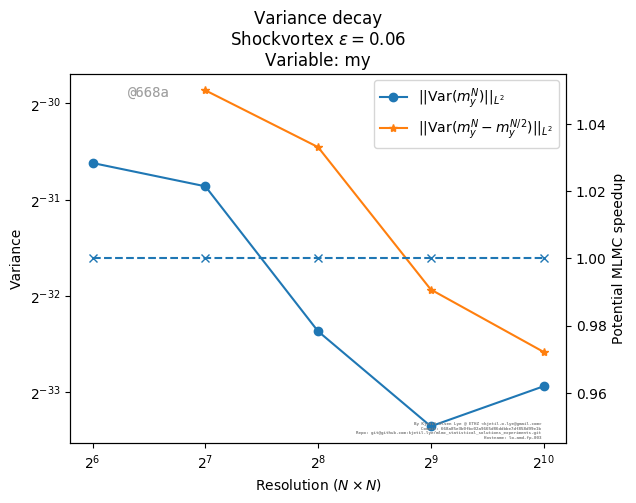 Variance decay
Shockvortex ε = 0.06
Variable: my
@668a
||Var(m_y^N)||_{L^2}
||Var(m_y^N − m_y^{N/2})||_{L^2}
2^{−30}
2^{−31}
2^{−32}
2^{−33}
Variance
1.04
1.02
1.00
0.98
0.96
Potential MLMC speedup
2^6 2^7 2^8 2^9 2^{10}
Resolution (N × N)